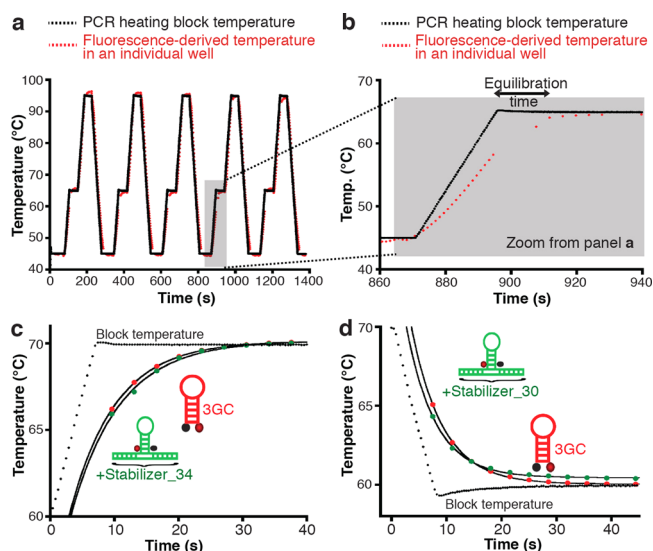 a
PCR heating block temperature
Fluorescence-derived temperature
in an individual well
100
90
80
70
60
50
40
Temperature (°C)
0 200 400 600 800 1000 1200 1400
Time (s)
b
PCR heating block temperature
Fluorescence-derived temperature
in an individual well
70
60
50
40
Temp. (°C)
Equilibration
time
Zoom from panel a
860 880 900 920 940
Time (s)
c
Block temperature
70
65
60
Temperature (°C)
3GC
+Stabilizer_34
0 10 20 30 40
Time (s)
d
70
65
60
Temperature (°C)
+Stabilizer_30
3GC
Block temperature
0 10 20 30 40
Time (s)